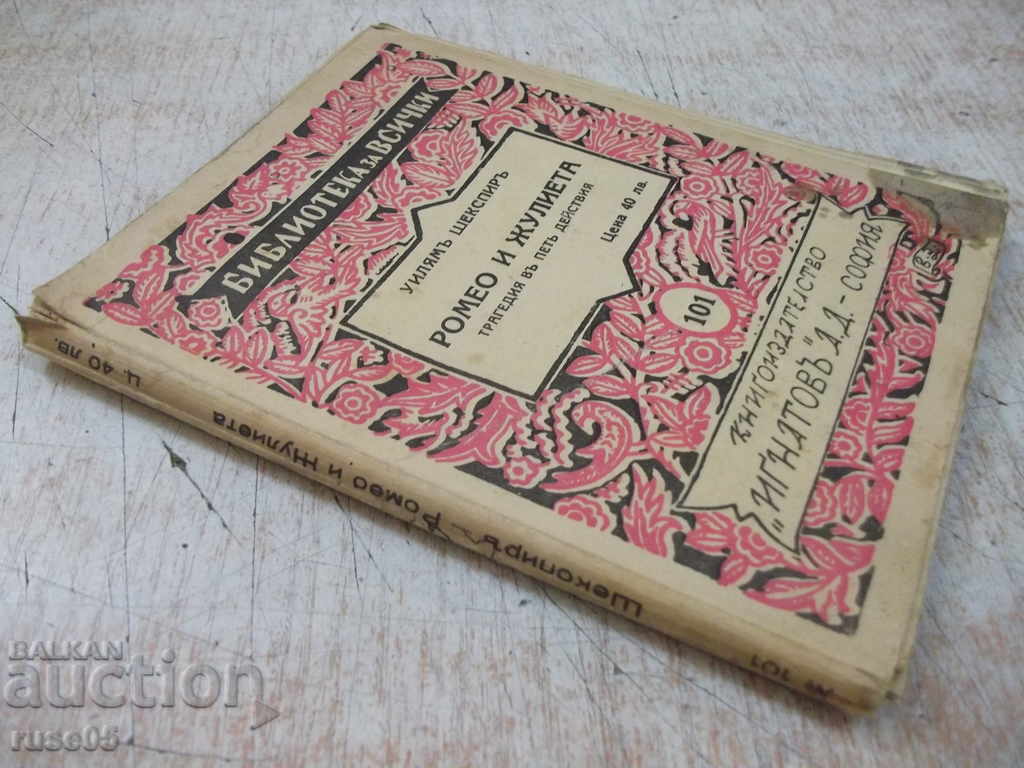 БИБЛИОТЕКА ЗА ВСИЧКИ
УИЛЯМЪ ШЕКСПИРЪ
РОМЕО И ЖУЛИЕТА
ТРАГЕДИЯ ВЪ ПЕТЬ ДЕЙСТВИЯ
Цена 40 лв.
101
КНИГОИЗДАТЕЛСТВО
„ИГНАТОВЪ" А.Д. - СОФИЯ
№ 101
Шекспиръ Ромео и Жулиета
Ц. 40 лв.
BALKAN
auction
ruse05